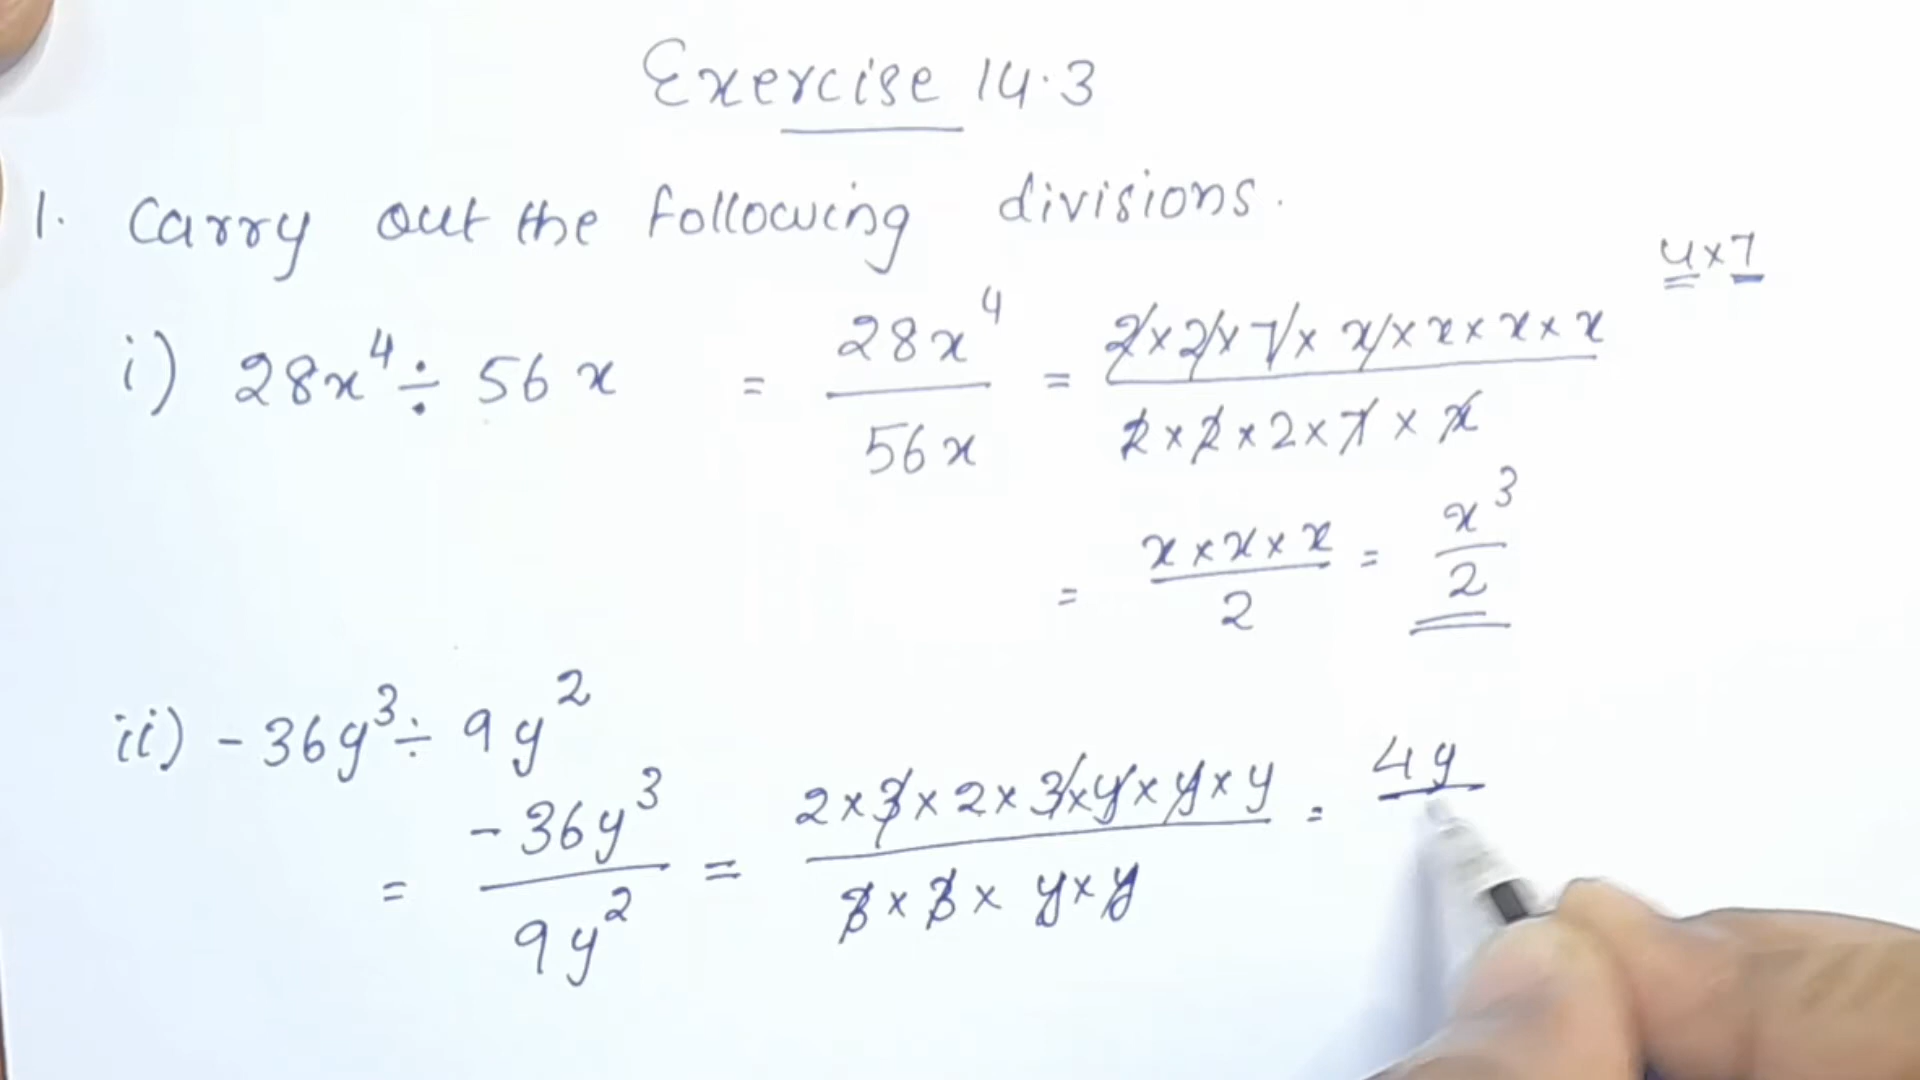 Exercise 14.3
1. Carry out the following divisions.
4 × 7
i) 28x⁴ ÷ 56x = 28x⁴ / 56x = 2 × 2 × 7 × x × x × x × x / 2 × 2 × 2 × 7 × x
= x × x × x / 2 = x³ / 2
ii) -36y³ ÷ 9y²
= -36y³ / 9y² = 2 × 3 × 2 × 3 × y × y × y / 3 × 3 × y × y = 4y